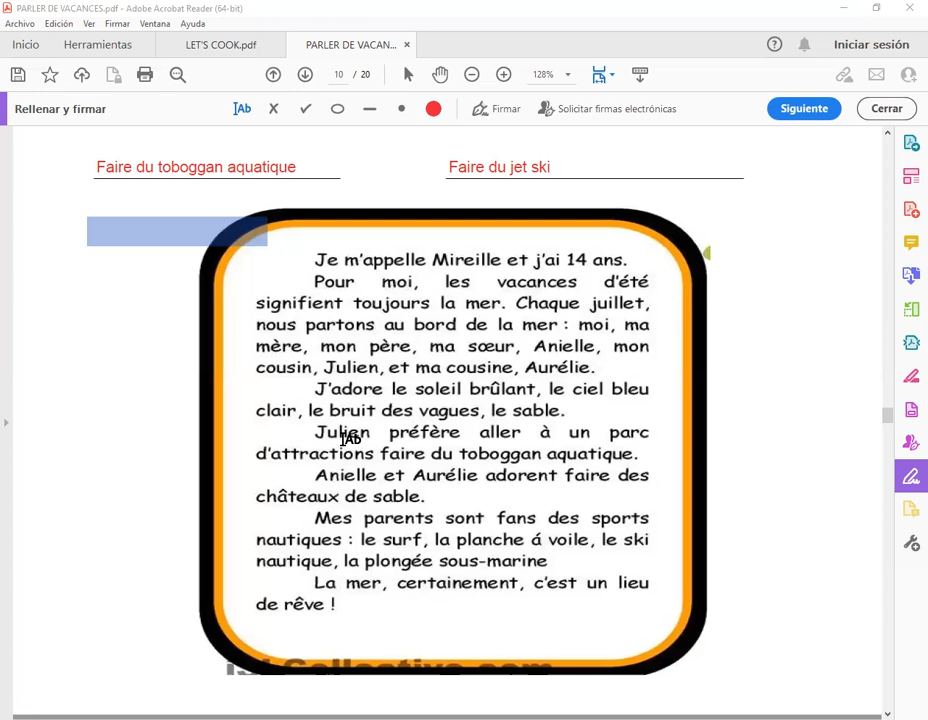 PARLER DE VACANCES.pdf - Adobe Acrobat Reader (64-bit)
Archivo Edición Ver Firmar Ventana Ayuda
Inicio Herramientas LET'S COOK.pdf PARLER DE VACAN... ×
Iniciar sesión
10 / 20 128%
Rellenar y firmar Ab Firmar Solicitar firmas electrónicas Siguiente Cerrar
Faire du toboggan aquatique Faire du jet ski
Je m'appelle Mireille et j'ai 14 ans.
Pour moi, les vacances d'été
signifient toujours la mer. Chaque juillet,
nous partons au bord de la mer : moi, ma
mère, mon père, ma sœur, Anielle, mon
cousin, Julien, et ma cousine, Aurélie.
J'adore le soleil brûlant, le ciel bleu
clair, le bruit des vagues, le sable.
Julien préfère aller à un parc
d'attractions faire du toboggan aquatique.
Anielle et Aurélie adorent faire des
châteaux de sable.
Mes parents sont fans des sports
nautiques : le surf, la planche á voile, le ski
nautique, la plongée sous-marine
La mer, certainement, c'est un lieu
de rêve !